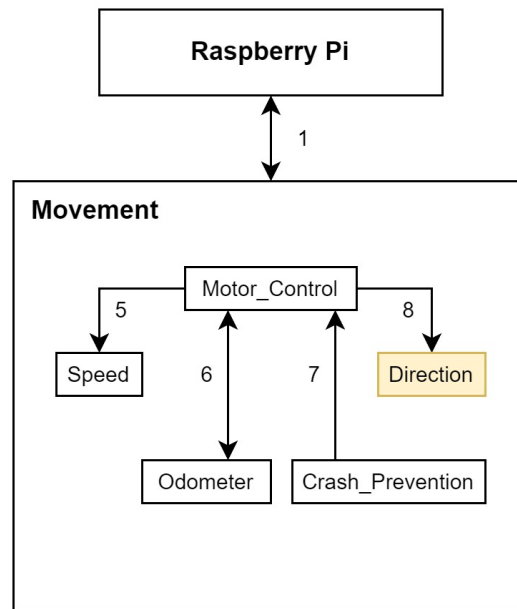 Raspberry Pi
1
Movement
Motor_Control
5
8
Speed
6
7
Direction
Odometer
Crash_Prevention